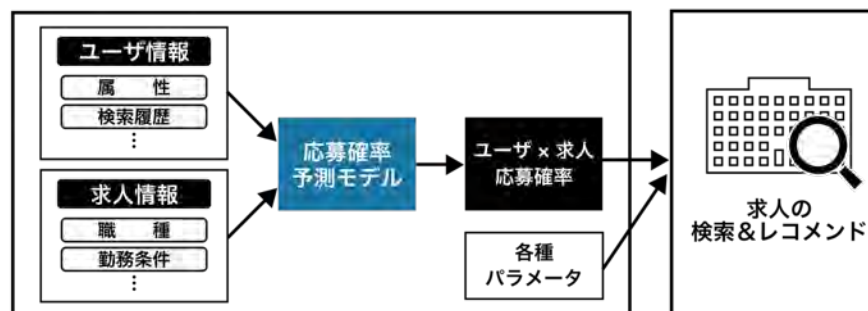 ユーザ情報
属　性
検索履歴
⋮
求人情報
職　種
勤務条件
⋮
応募確率
予測モデル
ユーザ × 求人
応募確率
各種
パラメータ
求人の
検索&レコメンド